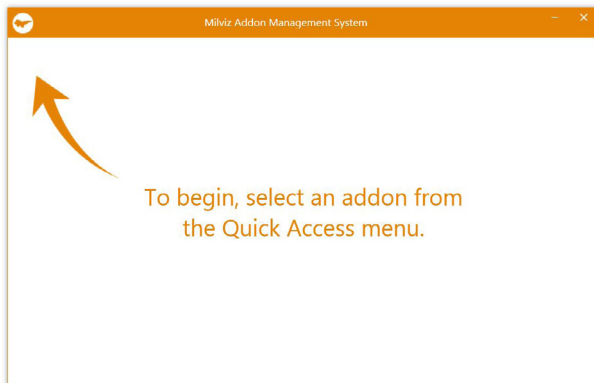 Milviz Addon Management System
To begin, select an addon from
the Quick Access menu.